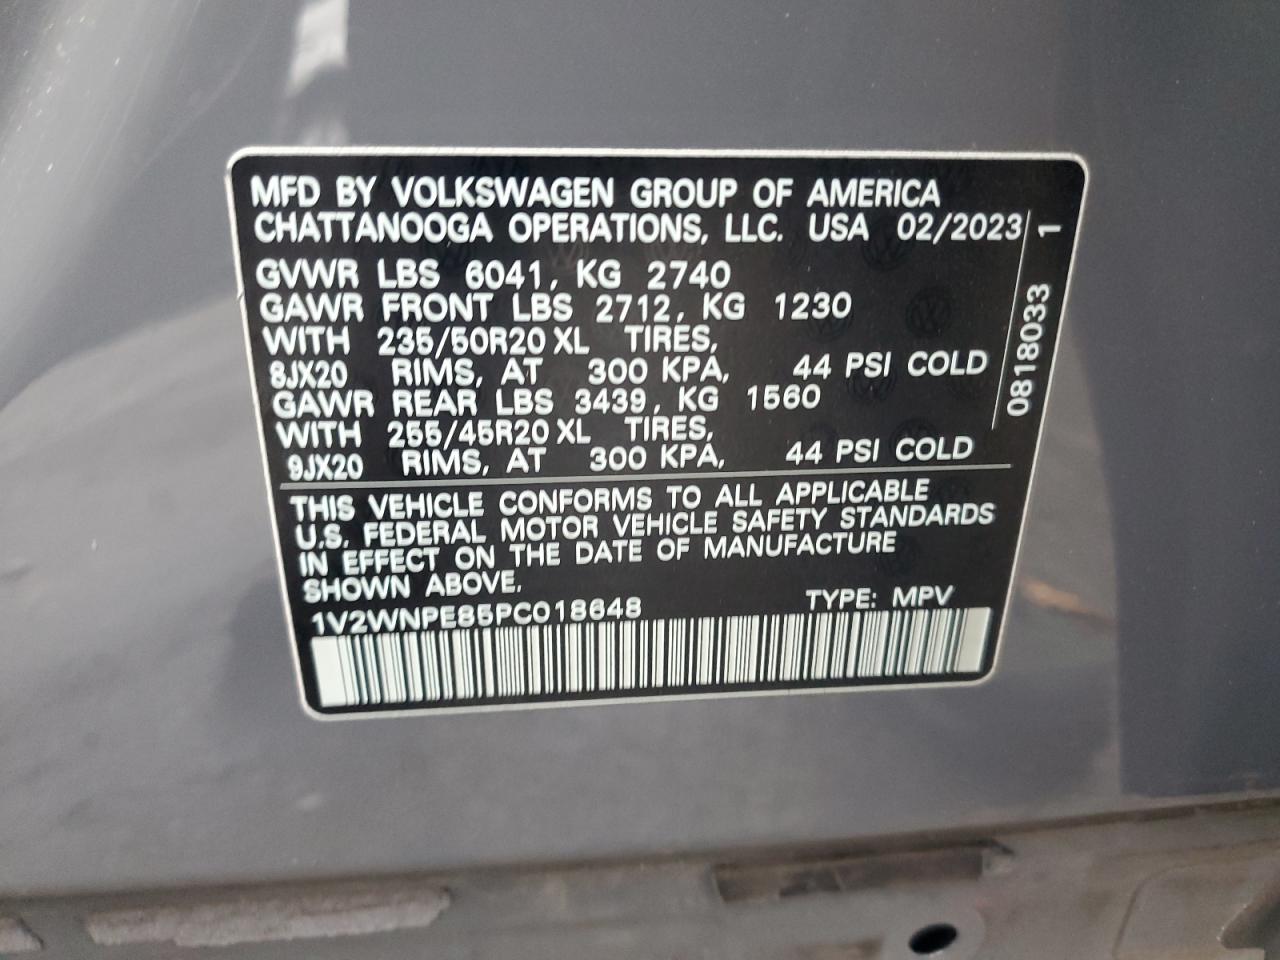 MFD BY VOLKSWAGEN GROUP OF AMERICA
CHATTANOOGA OPERATIONS, LLC. USA 02/2023
GVWR LBS 6041, KG 2740
GAWR FRONT LBS 2712, KG 1230
WITH 235/50R20 XL TIRES,
8JX20 RIMS, AT 300 KPA, 44 PSI COLD
GAWR REAR LBS 3439, KG 1560
WITH 255/45R20 XL TIRES,
9JX20 RIMS, AT 300 KPA, 44 PSI COLD
0818033 1
THIS VEHICLE CONFORMS TO ALL APPLICABLE
U.S. FEDERAL MOTOR VEHICLE SAFETY STANDARDS
IN EFFECT ON THE DATE OF MANUFACTURE
SHOWN ABOVE.
1V2WNPE85PC018648 TYPE: MPV